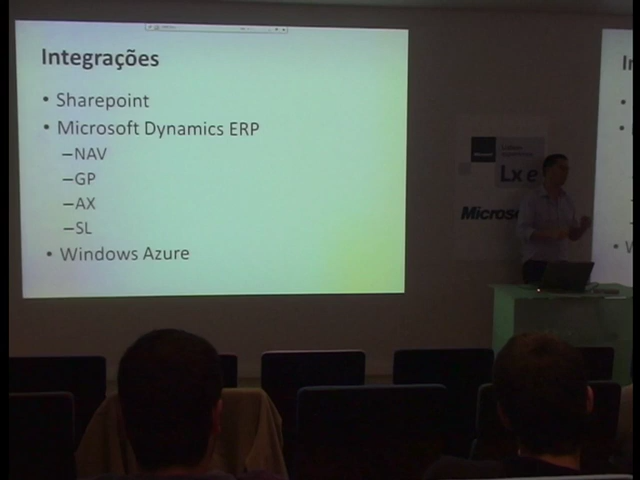 Integrações
• Sharepoint
• Microsoft Dynamics ERP
–NAV
–GP
–AX
–SL
• Windows Azure
Lx e
Micros